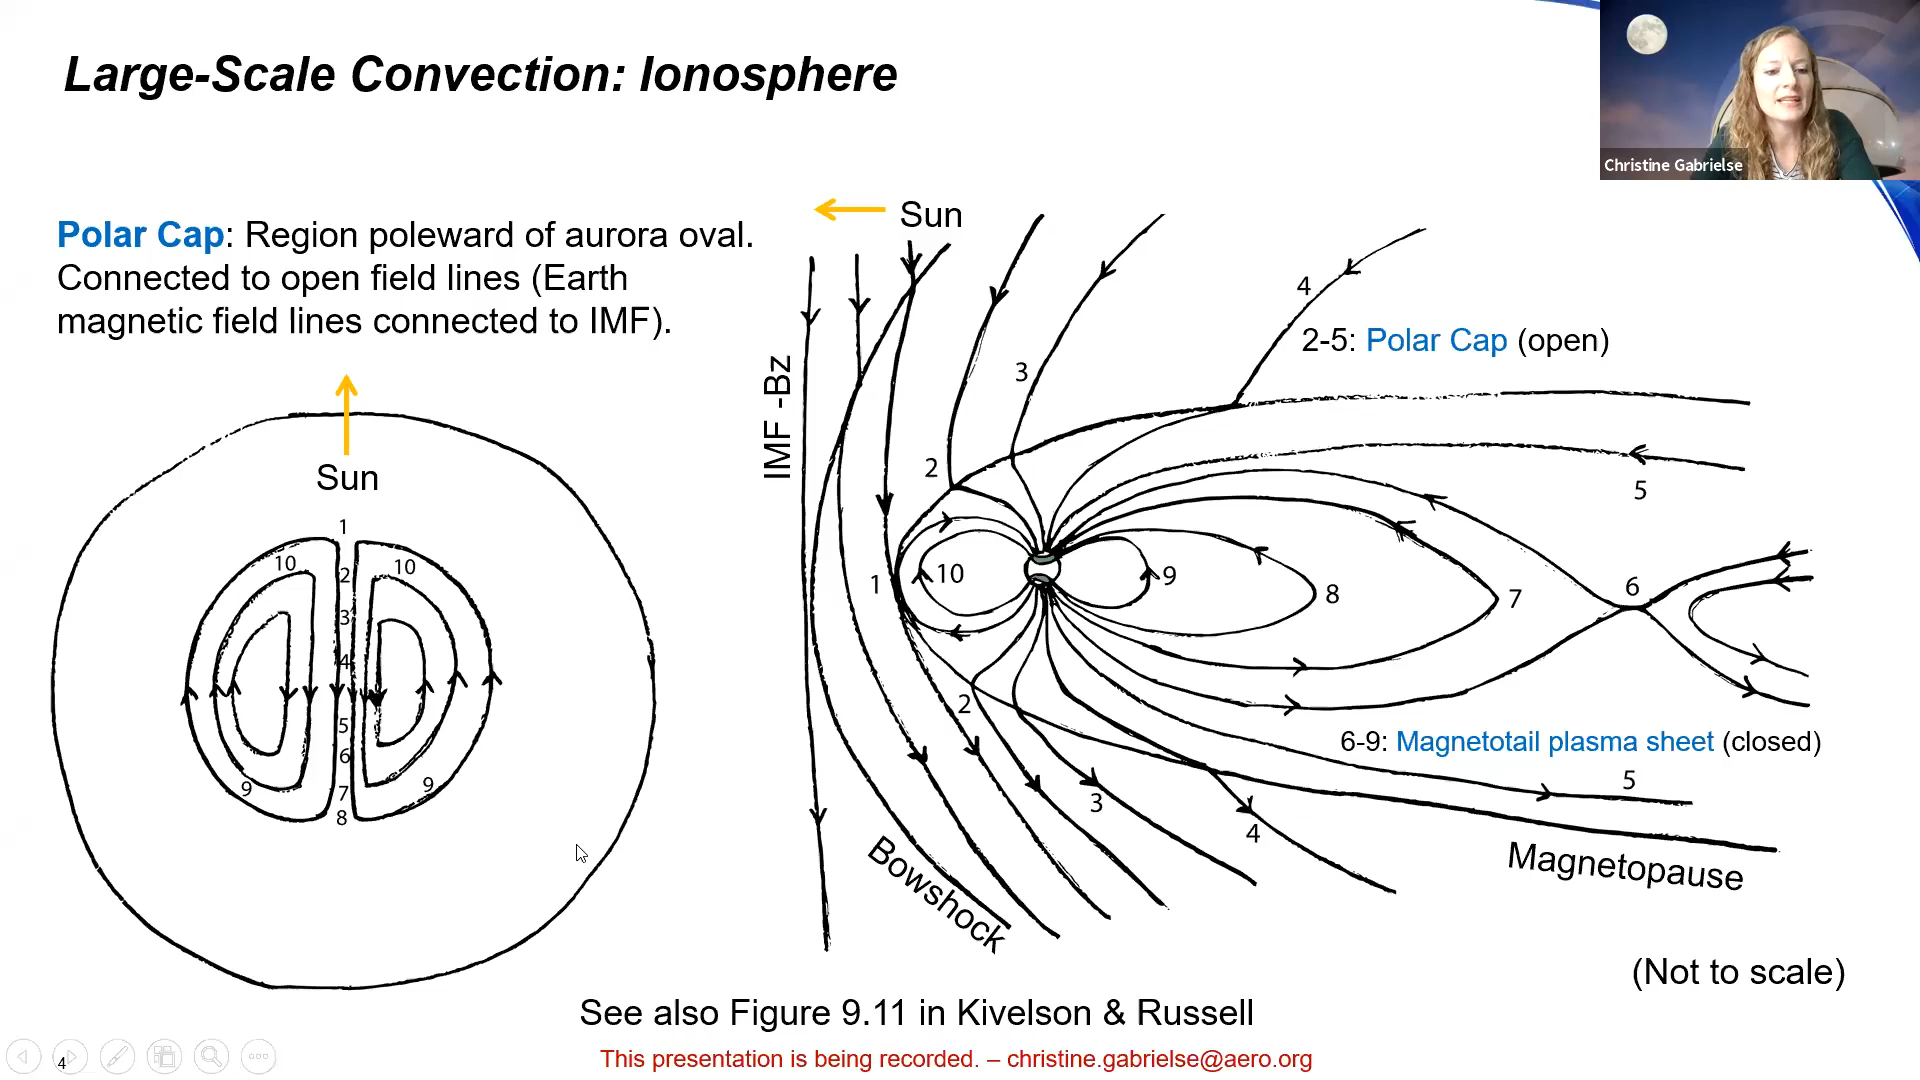 Large-Scale Convection: Ionosphere
Christine Gabrielse
Polar Cap: Region poleward of aurora oval.
Connected to open field lines (Earth
magnetic field lines connected to IMF).
Sun
1
10
2
10
3
4
5
6
9
7
9
8
Sun
IMF -Bz
4
2-5: Polar Cap (open)
3
2
5
1
10
9
8
7
6
2
6-9: Magnetotail plasma sheet (closed)
5
3
4
Bowshock
Magnetopause
(Not to scale)
See also Figure 9.11 in Kivelson & Russell
This presentation is being recorded. – christine.gabrielse@aero.org
4